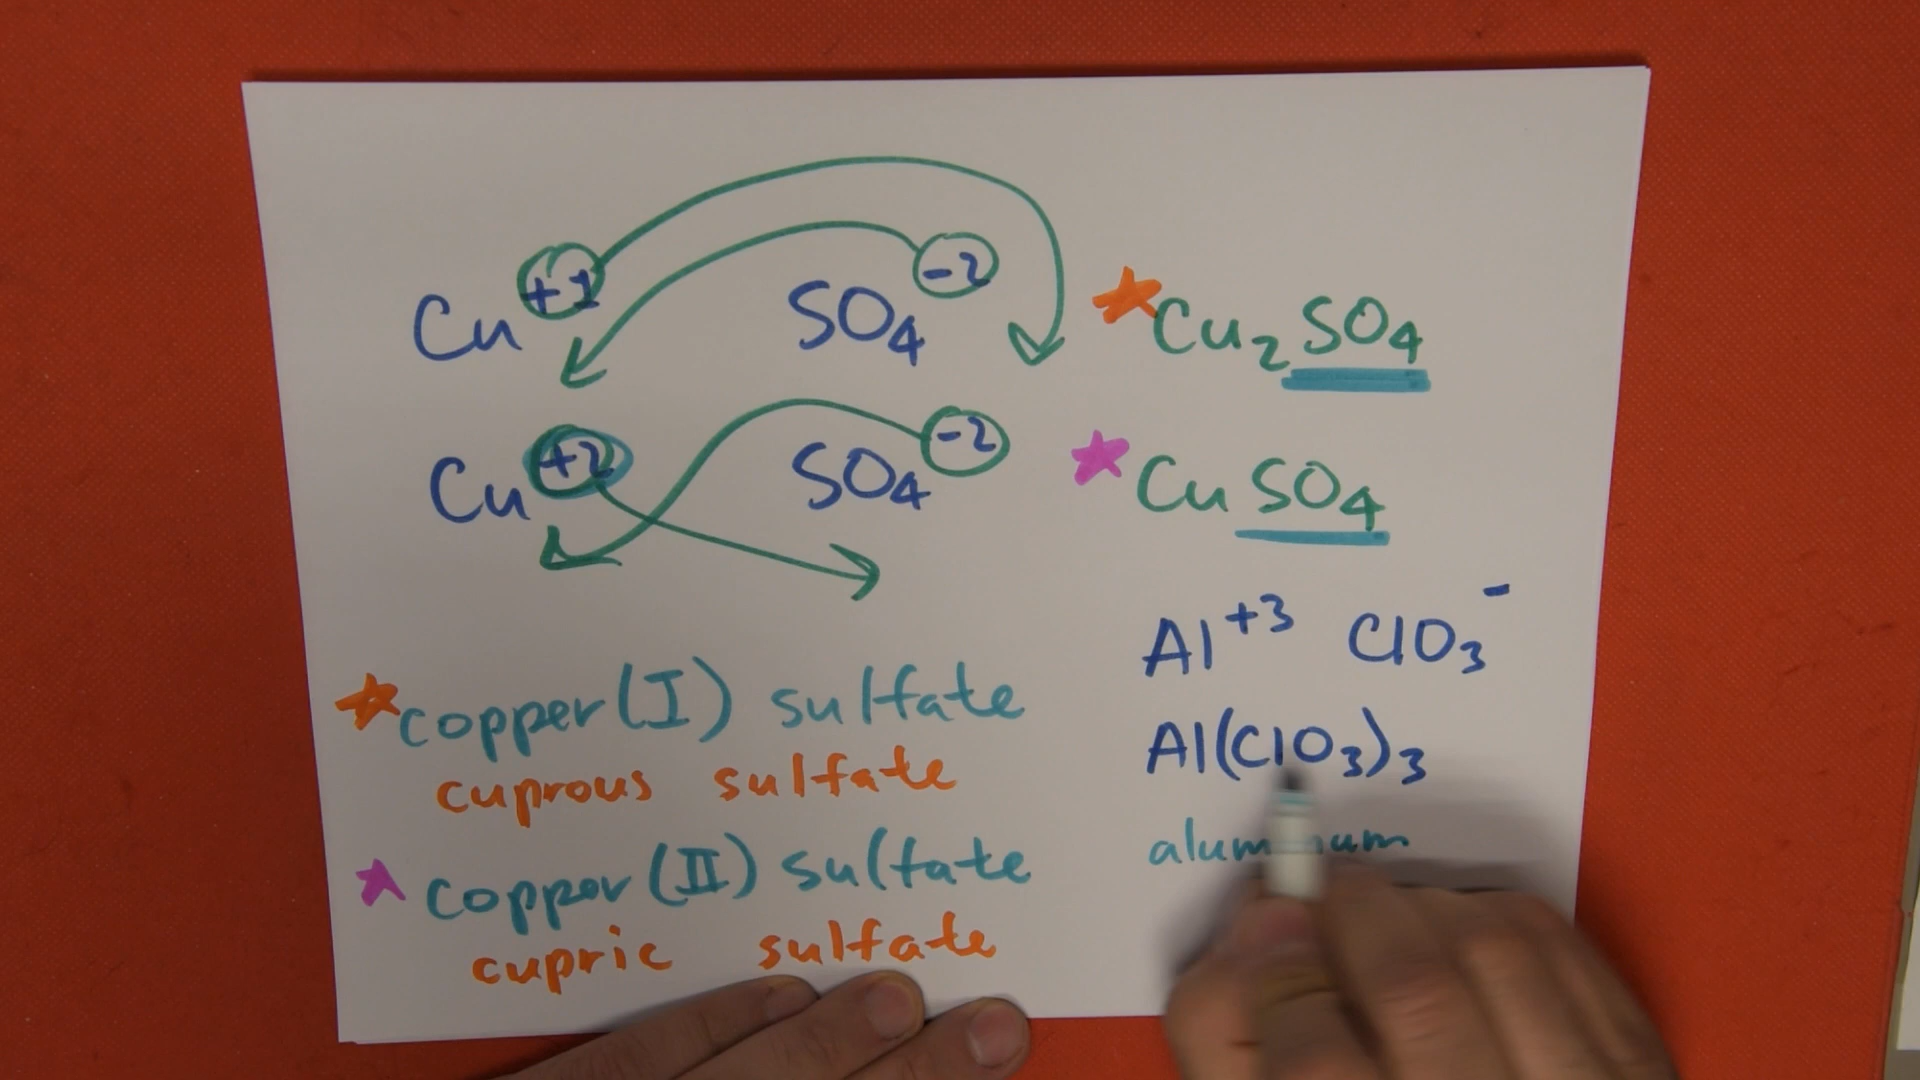 Cu+1 SO4-2
Cu2SO4
Cu+2 SO4-2
CuSO4
copper(I) sulfate
cuprous sulfate
copper(II) sulfate
cupric sulfate
Al+3 ClO3-
Al(ClO3)3
aluminum